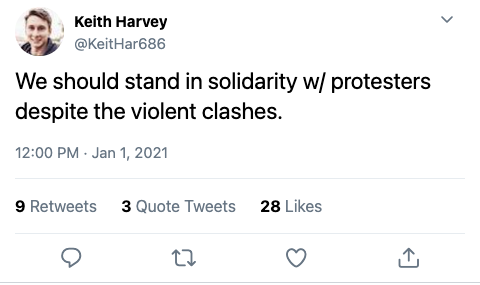 Keith Harvey
@KeitHar686
We should stand in solidarity w/ protesters
despite the violent clashes.
12:00 PM · Jan 1, 2021
9 Retweets 3 Quote Tweets 28 Likes